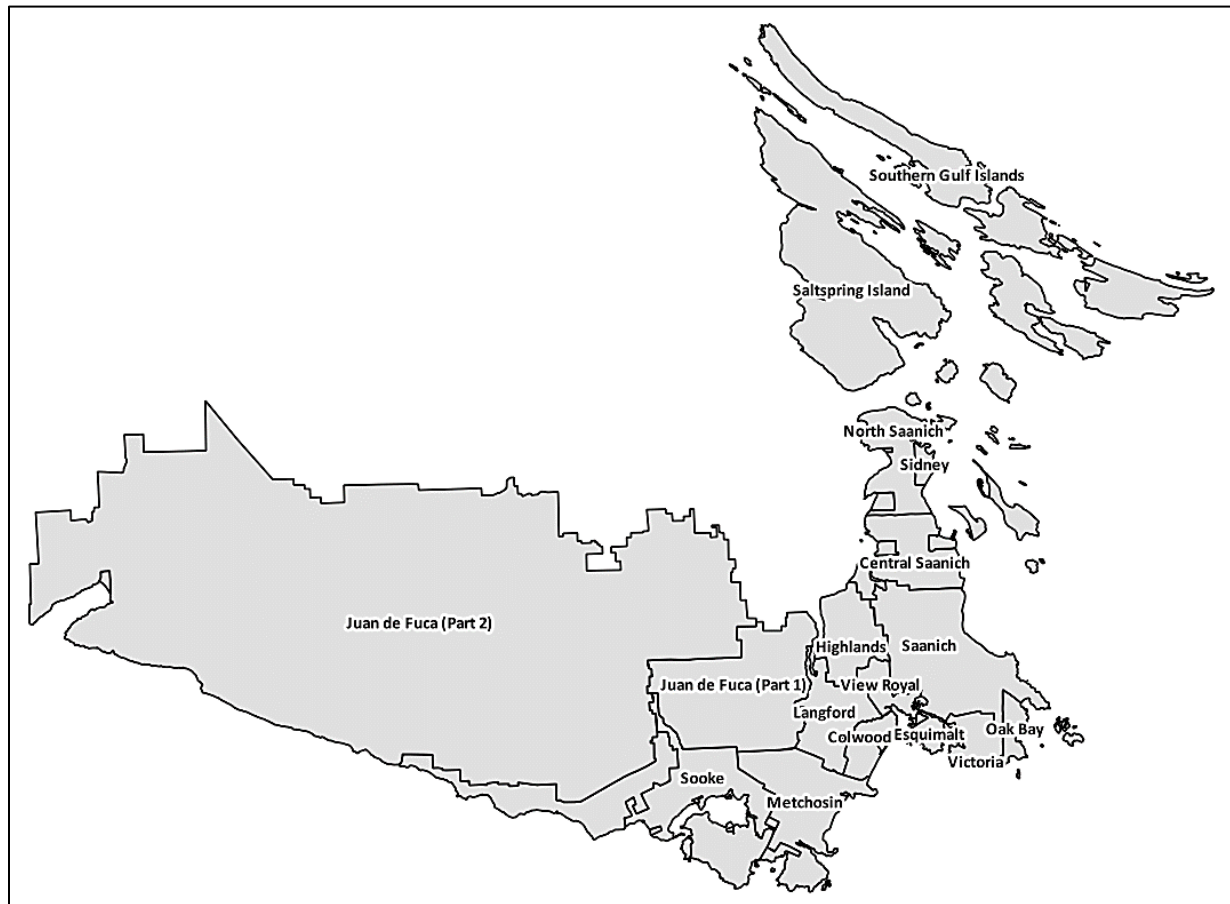 Southern Gulf Islands
Saltspring Island
North Saanich
Sidney
Central Saanich
Juan de Fuca (Part 2)
Highlands
Saanich
Juan de Fuca (Part 1)
View Royal
Langford
Colwood
Esquimalt
Oak Bay
Victoria
Sooke
Metchosin